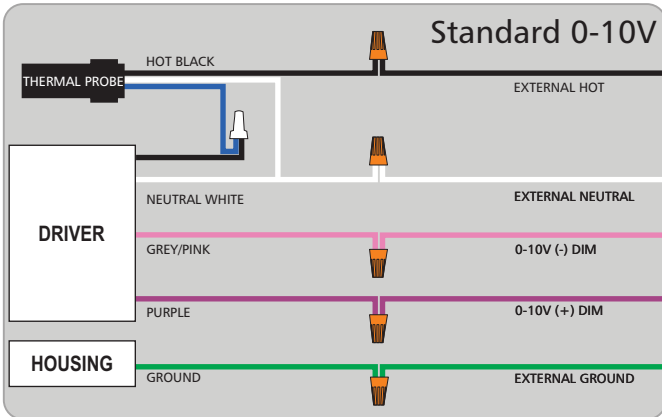 Standard 0-10V
HOT BLACK
THERMAL PROBE
EXTERNAL HOT
NEUTRAL WHITE
EXTERNAL NEUTRAL
DRIVER
GREY/PINK
0-10V (-) DIM
PURPLE
0-10V (+) DIM
HOUSING
GROUND
EXTERNAL GROUND